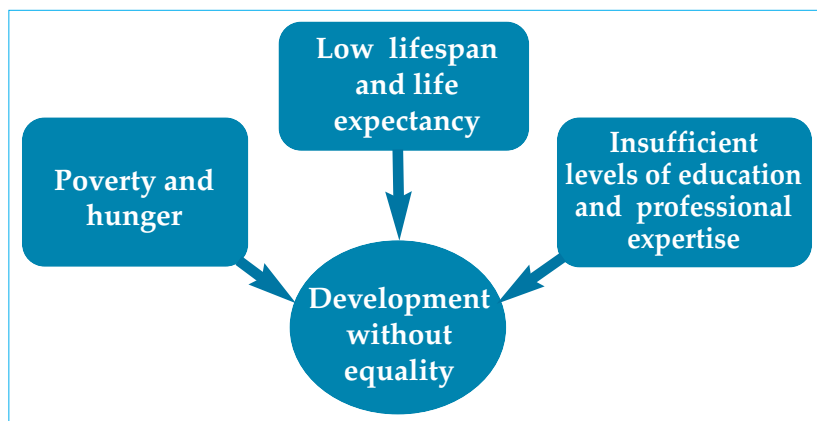 Low lifespan
and life
expectancy
Poverty and
hunger
Insufficient
levels of education
and professional
expertise
Development
without
equality